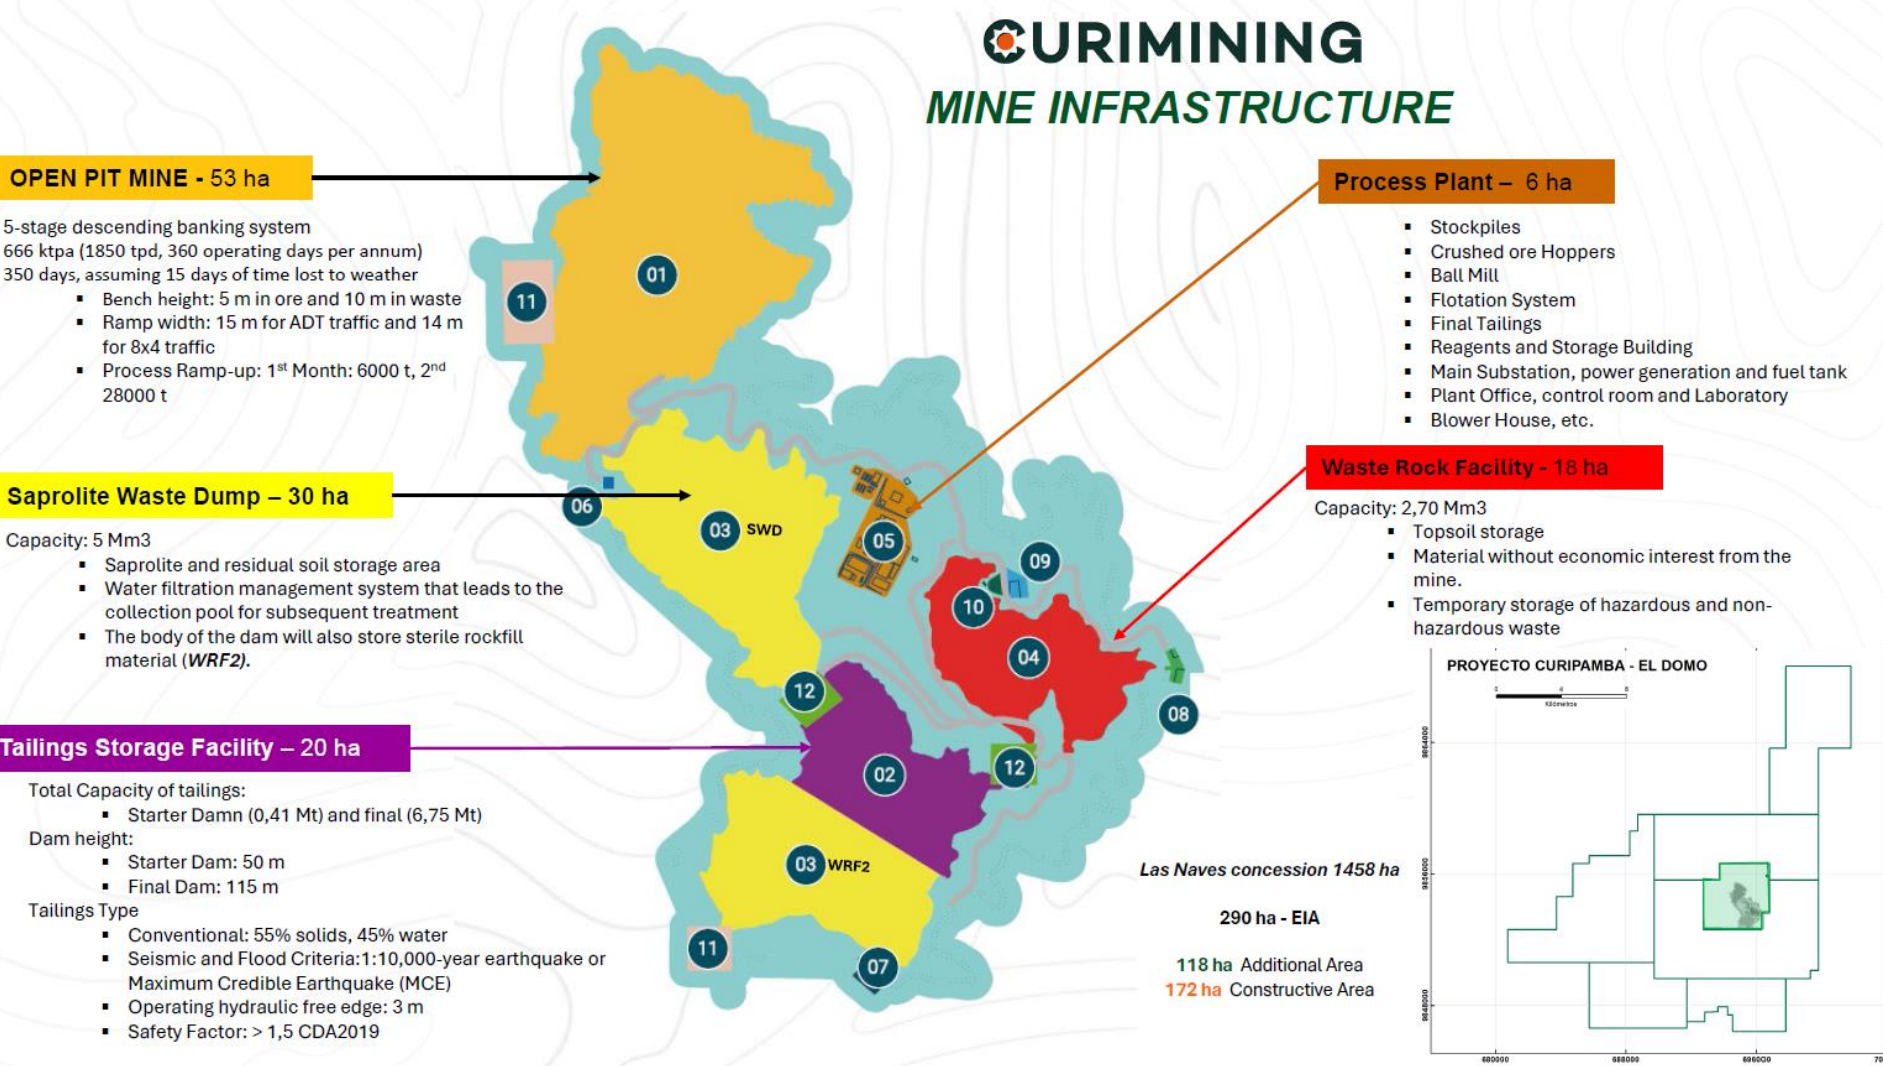 CURIMINING
MINE INFRASTRUCTURE
OPEN PIT MINE - 53 ha
5-stage descending banking system
666 ktpa (1850 tpd, 360 operating days per annum)
350 days, assuming 15 days of time lost to weather
▪ Bench height: 5 m in ore and 10 m in waste
▪ Ramp width: 15 m for ADT traffic and 14 m
for 8x4 traffic
▪ Process Ramp-up: 1st Month: 6000 t, 2nd
28000 t
Saprolite Waste Dump – 30 ha
Capacity: 5 Mm3
▪ Saprolite and residual soil storage area
▪ Water filtration management system that leads to the
collection pool for subsequent treatment
▪ The body of the dam will also store sterile rockfill
material (WRF2).
Tailings Storage Facility – 20 ha
Total Capacity of tailings:
▪ Starter Damn (0,41 Mt) and final (6,75 Mt)
Dam height:
▪ Starter Dam: 50 m
▪ Final Dam: 115 m
Tailings Type
▪ Conventional: 55% solids, 45% water
▪ Seismic and Flood Criteria:1:10,000-year earthquake or
Maximum Credible Earthquake (MCE)
▪ Operating hydraulic free edge: 3 m
▪ Safety Factor: > 1,5 CDA2019
01
11
06
03 SWD
05
09
10
04
12
08
02
12
03 WRF2
11
07
Process Plant – 6 ha
▪ Stockpiles
▪ Crushed ore Hoppers
▪ Ball Mill
▪ Flotation System
▪ Final Tailings
▪ Reagents and Storage Building
▪ Main Substation, power generation and fuel tank
▪ Plant Office, control room and Laboratory
▪ Blower House, etc.
Waste Rock Facility - 18 ha
Capacity: 2,70 Mm3
▪ Topsoil storage
▪ Material without economic interest from the
mine.
▪ Temporary storage of hazardous and non-
hazardous waste
PROYECTO CURIPAMBA - EL DOMO
0 4 8
Kilómetros
9864000
9856000
9848000
680000 688000 696000 70
Las Naves concession 1458 ha
290 ha - EIA
118 ha Additional Area
172 ha Constructive Area